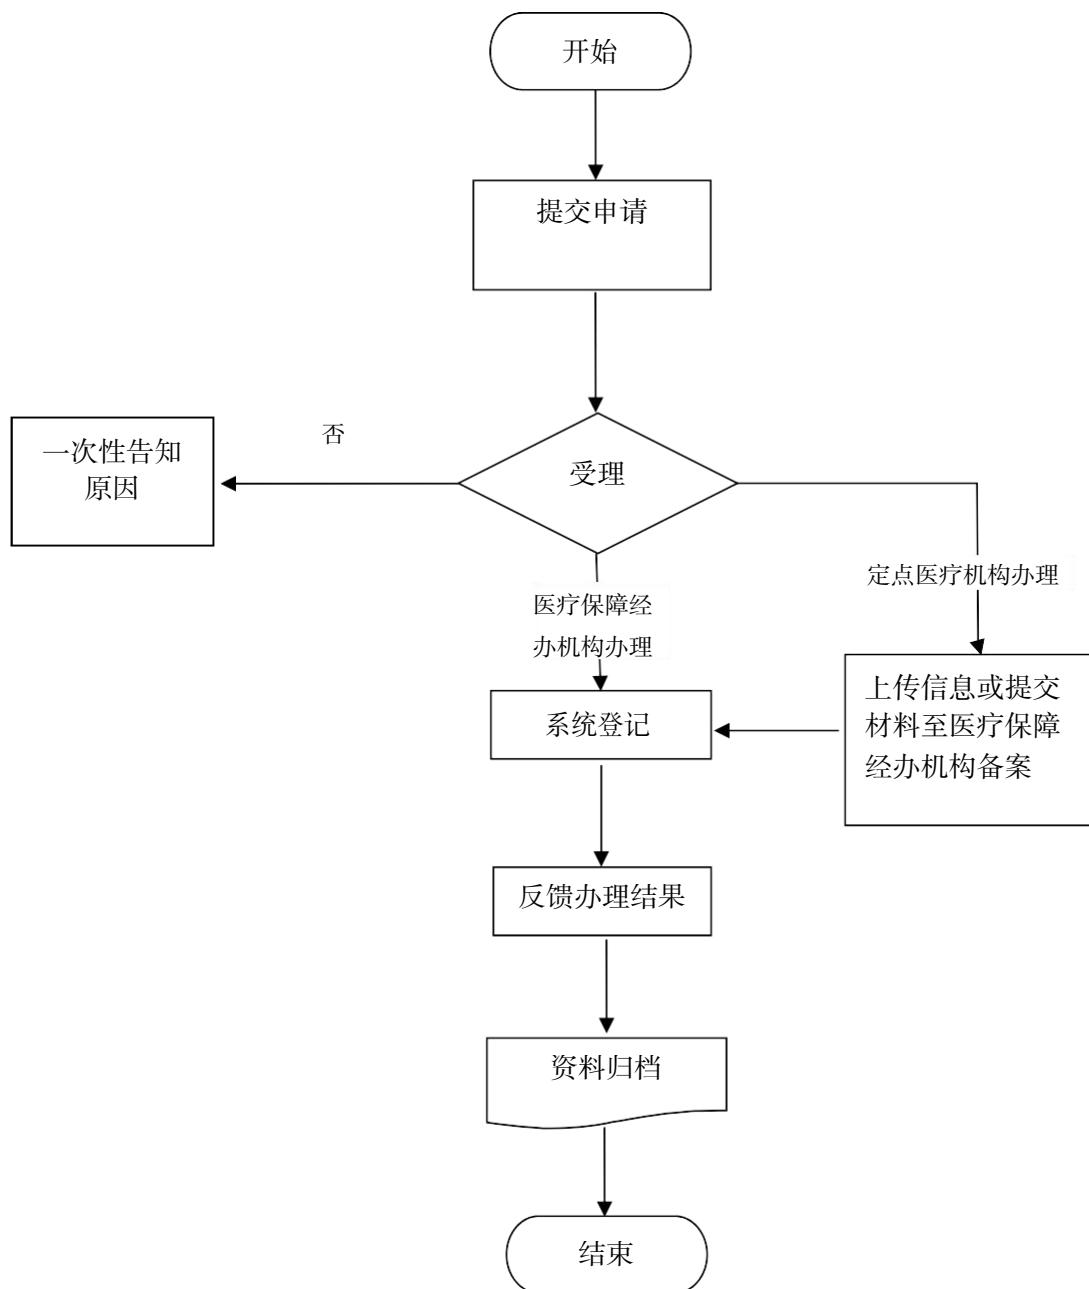 开始
提交申请
否
一次性告知
原因
受理
定点医疗机构办理
医疗保障经
办机构办理
上传信息或提交
材料至医疗保障
经办机构备案
系统登记
反馈办理结果
资料归档
结束